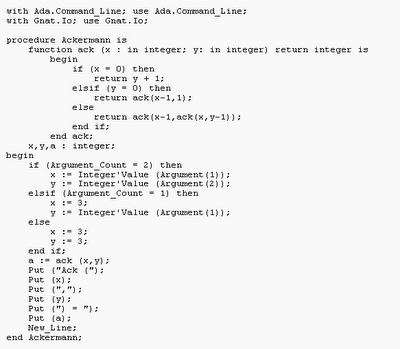 with Ada.Command_Line; use Ada.Command_Line;
with Gnat.Io; use Gnat.Io;
procedure Ackermann is
function ack (x : in integer; y: in integer) return integer is
begin
if (x = 0) then
return y + 1;
elsif (y = 0) then
return ack(x-1,1);
else
return ack(x-1,ack(x,y-1));
end if;
end ack;
x,y,a : integer;
begin
if (Argument_Count = 2) then
x := Integer'Value (Argument(1));
y := Integer'Value (Argument(2));
elsif (Argument_Count = 1) then
x := 3;
y := Integer'Value (Argument(1));
else
x := 3;
y := 3;
end if;
a := ack (x,y);
Put ("Ack (");
Put (x);
Put (",");
Put (y);
Put (") = ");
Put (a);
New_Line;
end Ackermann;